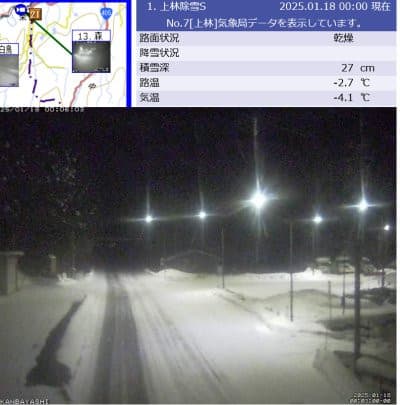 1. 上林除雪S 2025.01.18 00:00 現在
No.7[上林]気象局データを表示しています。
路面状況 乾燥
降雪状況
積雪深 27 cm
路温 -2.7 ℃
気温 -4.1 ℃
13. 森
KANBAYASHI
2025-01-18